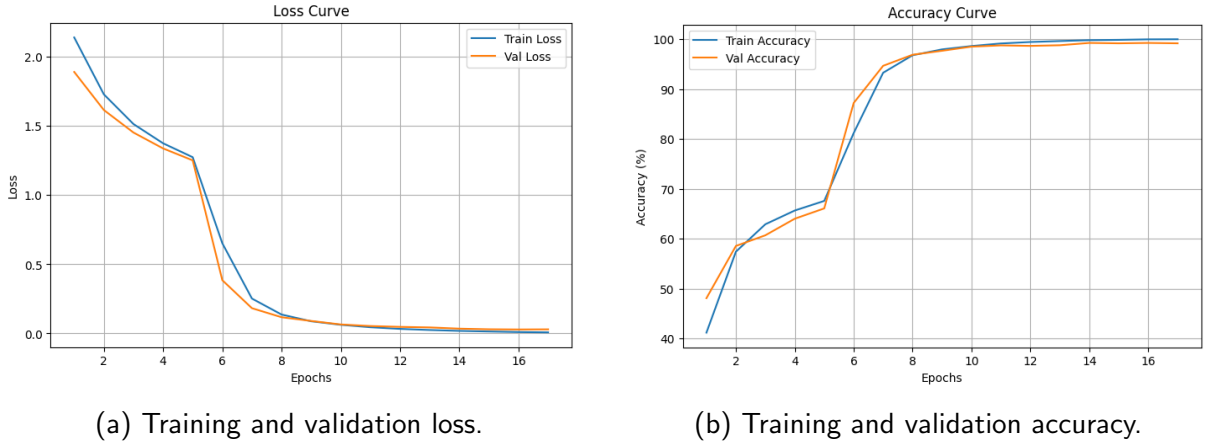 Loss Curve
Train Loss
Val Loss
2.0
1.5
1.0
0.5
0.0
Loss
2 4 6 8 10 12 14 16
Epochs
(a) Training and validation loss.
Accuracy Curve
Train Accuracy
Val Accuracy
100
90
80
70
60
50
40
Accuracy (%)
2 4 6 8 10 12 14 16
Epochs
(b) Training and validation accuracy.